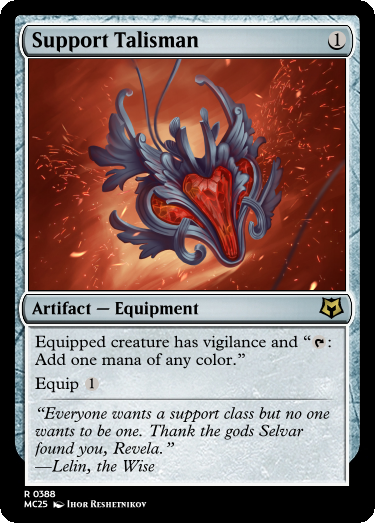 Support Talisman 1
Artifact — Equipment
Equipped creature has vigilance and “T:
Add one mana of any color.”
Equip 1
“Everyone wants a support class but no one
wants to be one. Thank the gods Selvar
found you, Revela.”
—Lelin, the Wise
R 0388
MC25 Ihor Reshetnikov